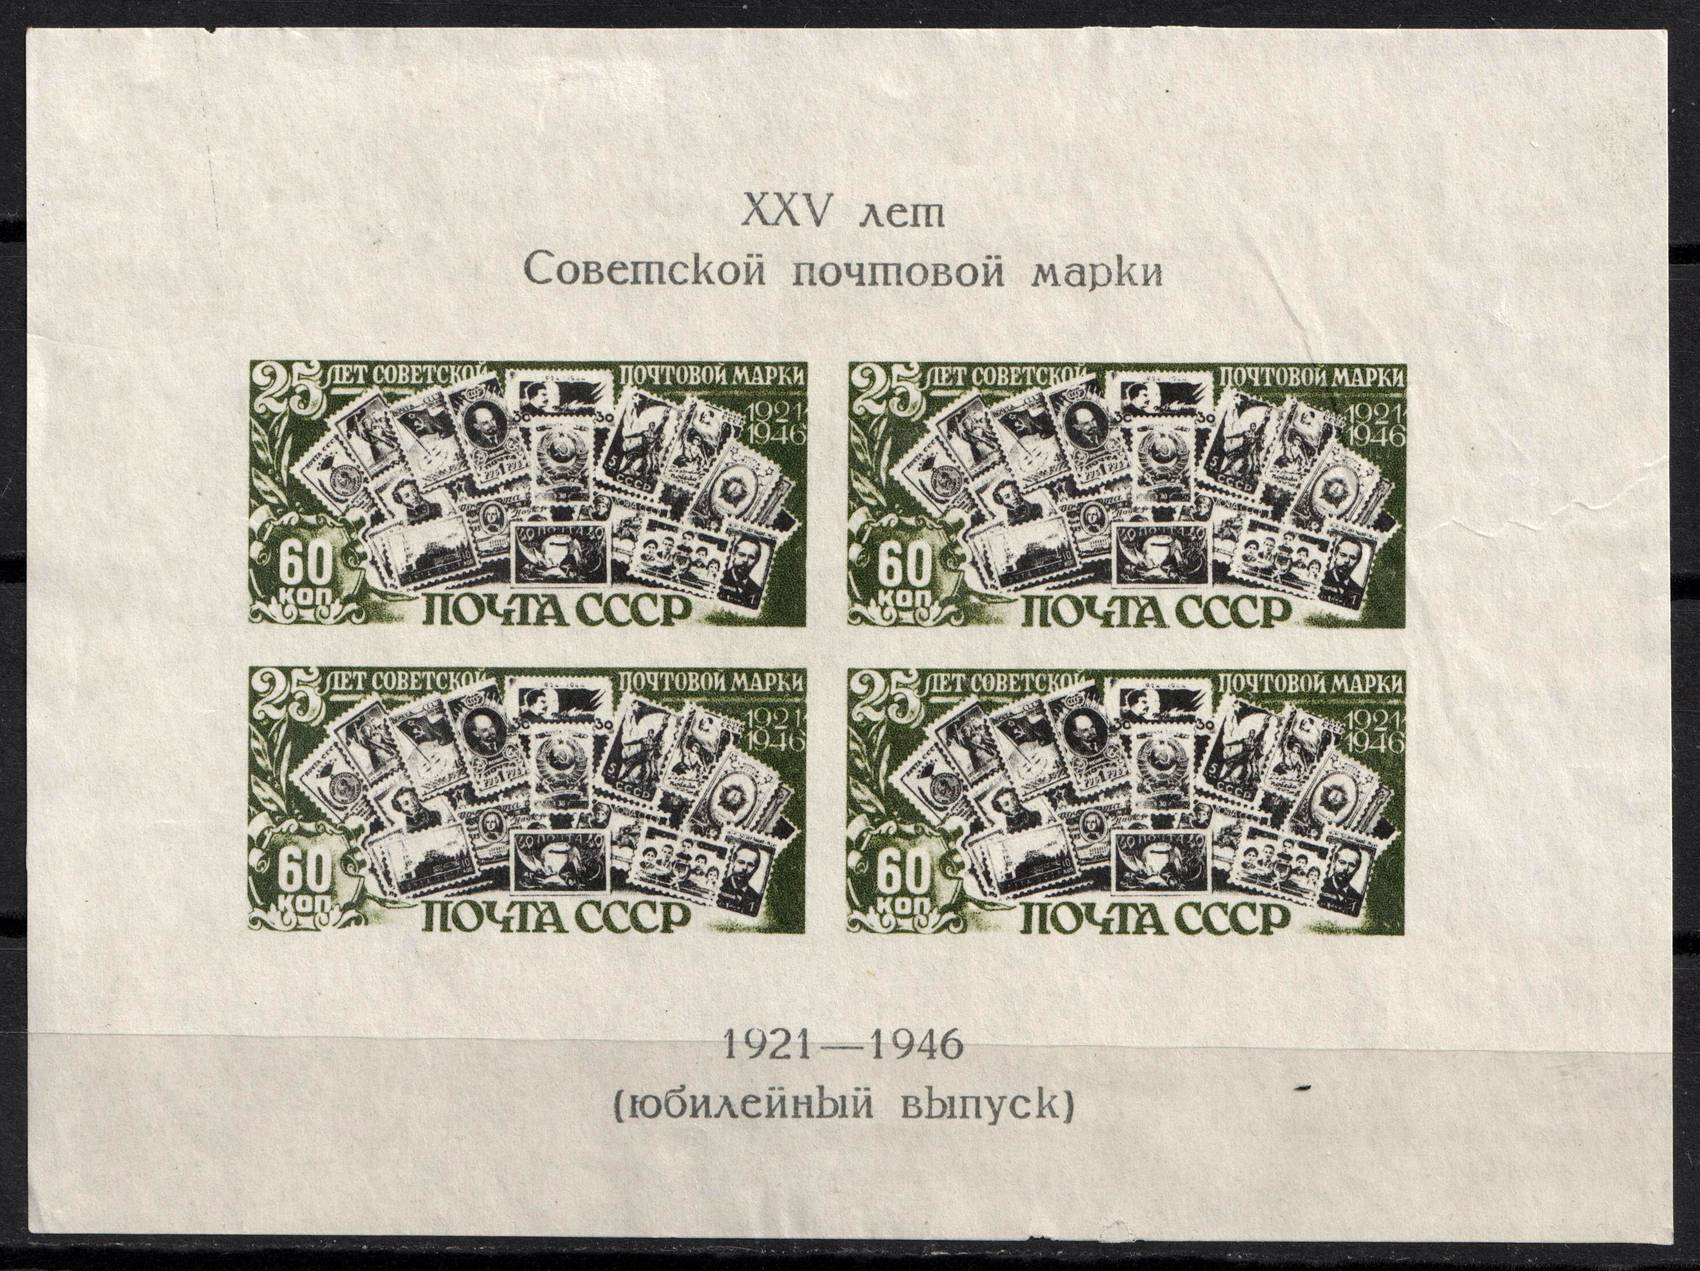 XXV лет
Советской почтовой марки
25 ЛЕТ СОВЕТСКОЙ ПОЧТОВОЙ МАРКИ
1921
1946
60
КОП
ПОЧТА СССР
25 ЛЕТ СОВЕТСКОЙ ПОЧТОВОЙ МАРКИ
1921
1946
60
КОП
ПОЧТА СССР
25 ЛЕТ СОВЕТСКОЙ ПОЧТОВОЙ МАРКИ
1921
1946
60
КОП
ПОЧТА СССР
25 ЛЕТ СОВЕТСКОЙ ПОЧТОВОЙ МАРКИ
1921
1946
60
КОП
ПОЧТА СССР
1921—1946
(юбилейный выпуск)